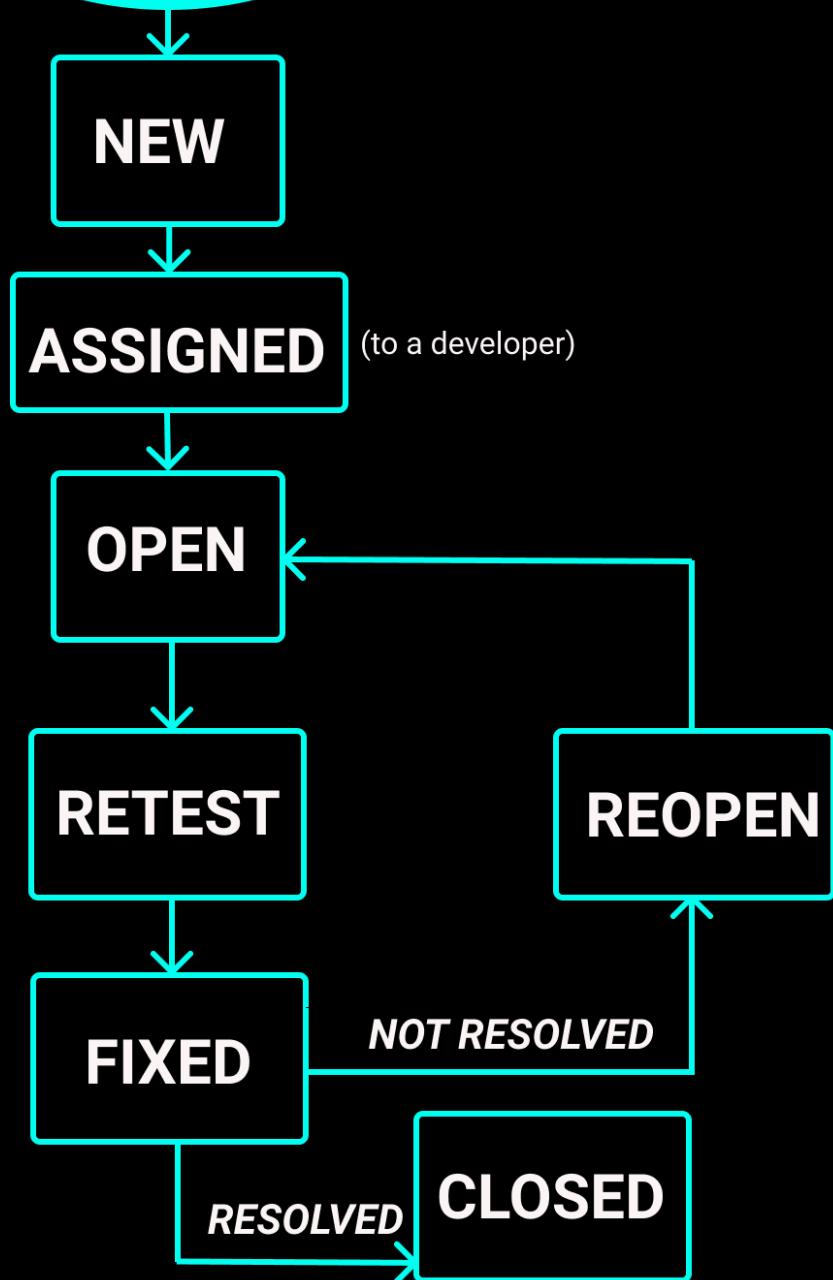 NEW
ASSIGNED
(to a developer)
OPEN
RETEST
REOPEN
FIXED
NOT RESOLVED
RESOLVED
CLOSED